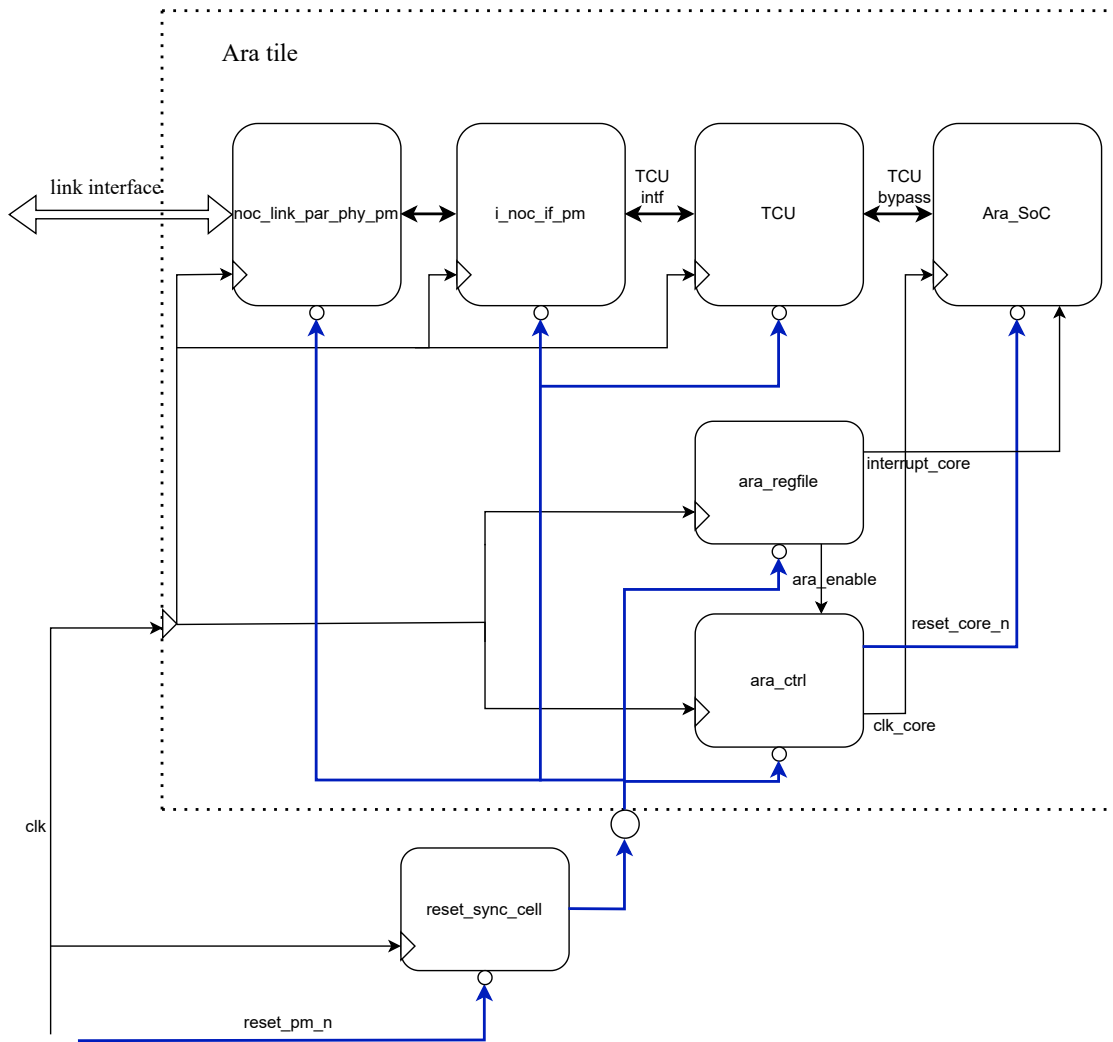 Ara tile
link interface
noc_link_par_phy_pm
i_noc_if_pm
TCU
intf
TCU
TCU
bypass
Ara_SoC
ara_regfile
interrupt_core
ara_enable
reset_core_n
ara_ctrl
clk_core
clk
reset_sync_cell
reset_pm_n